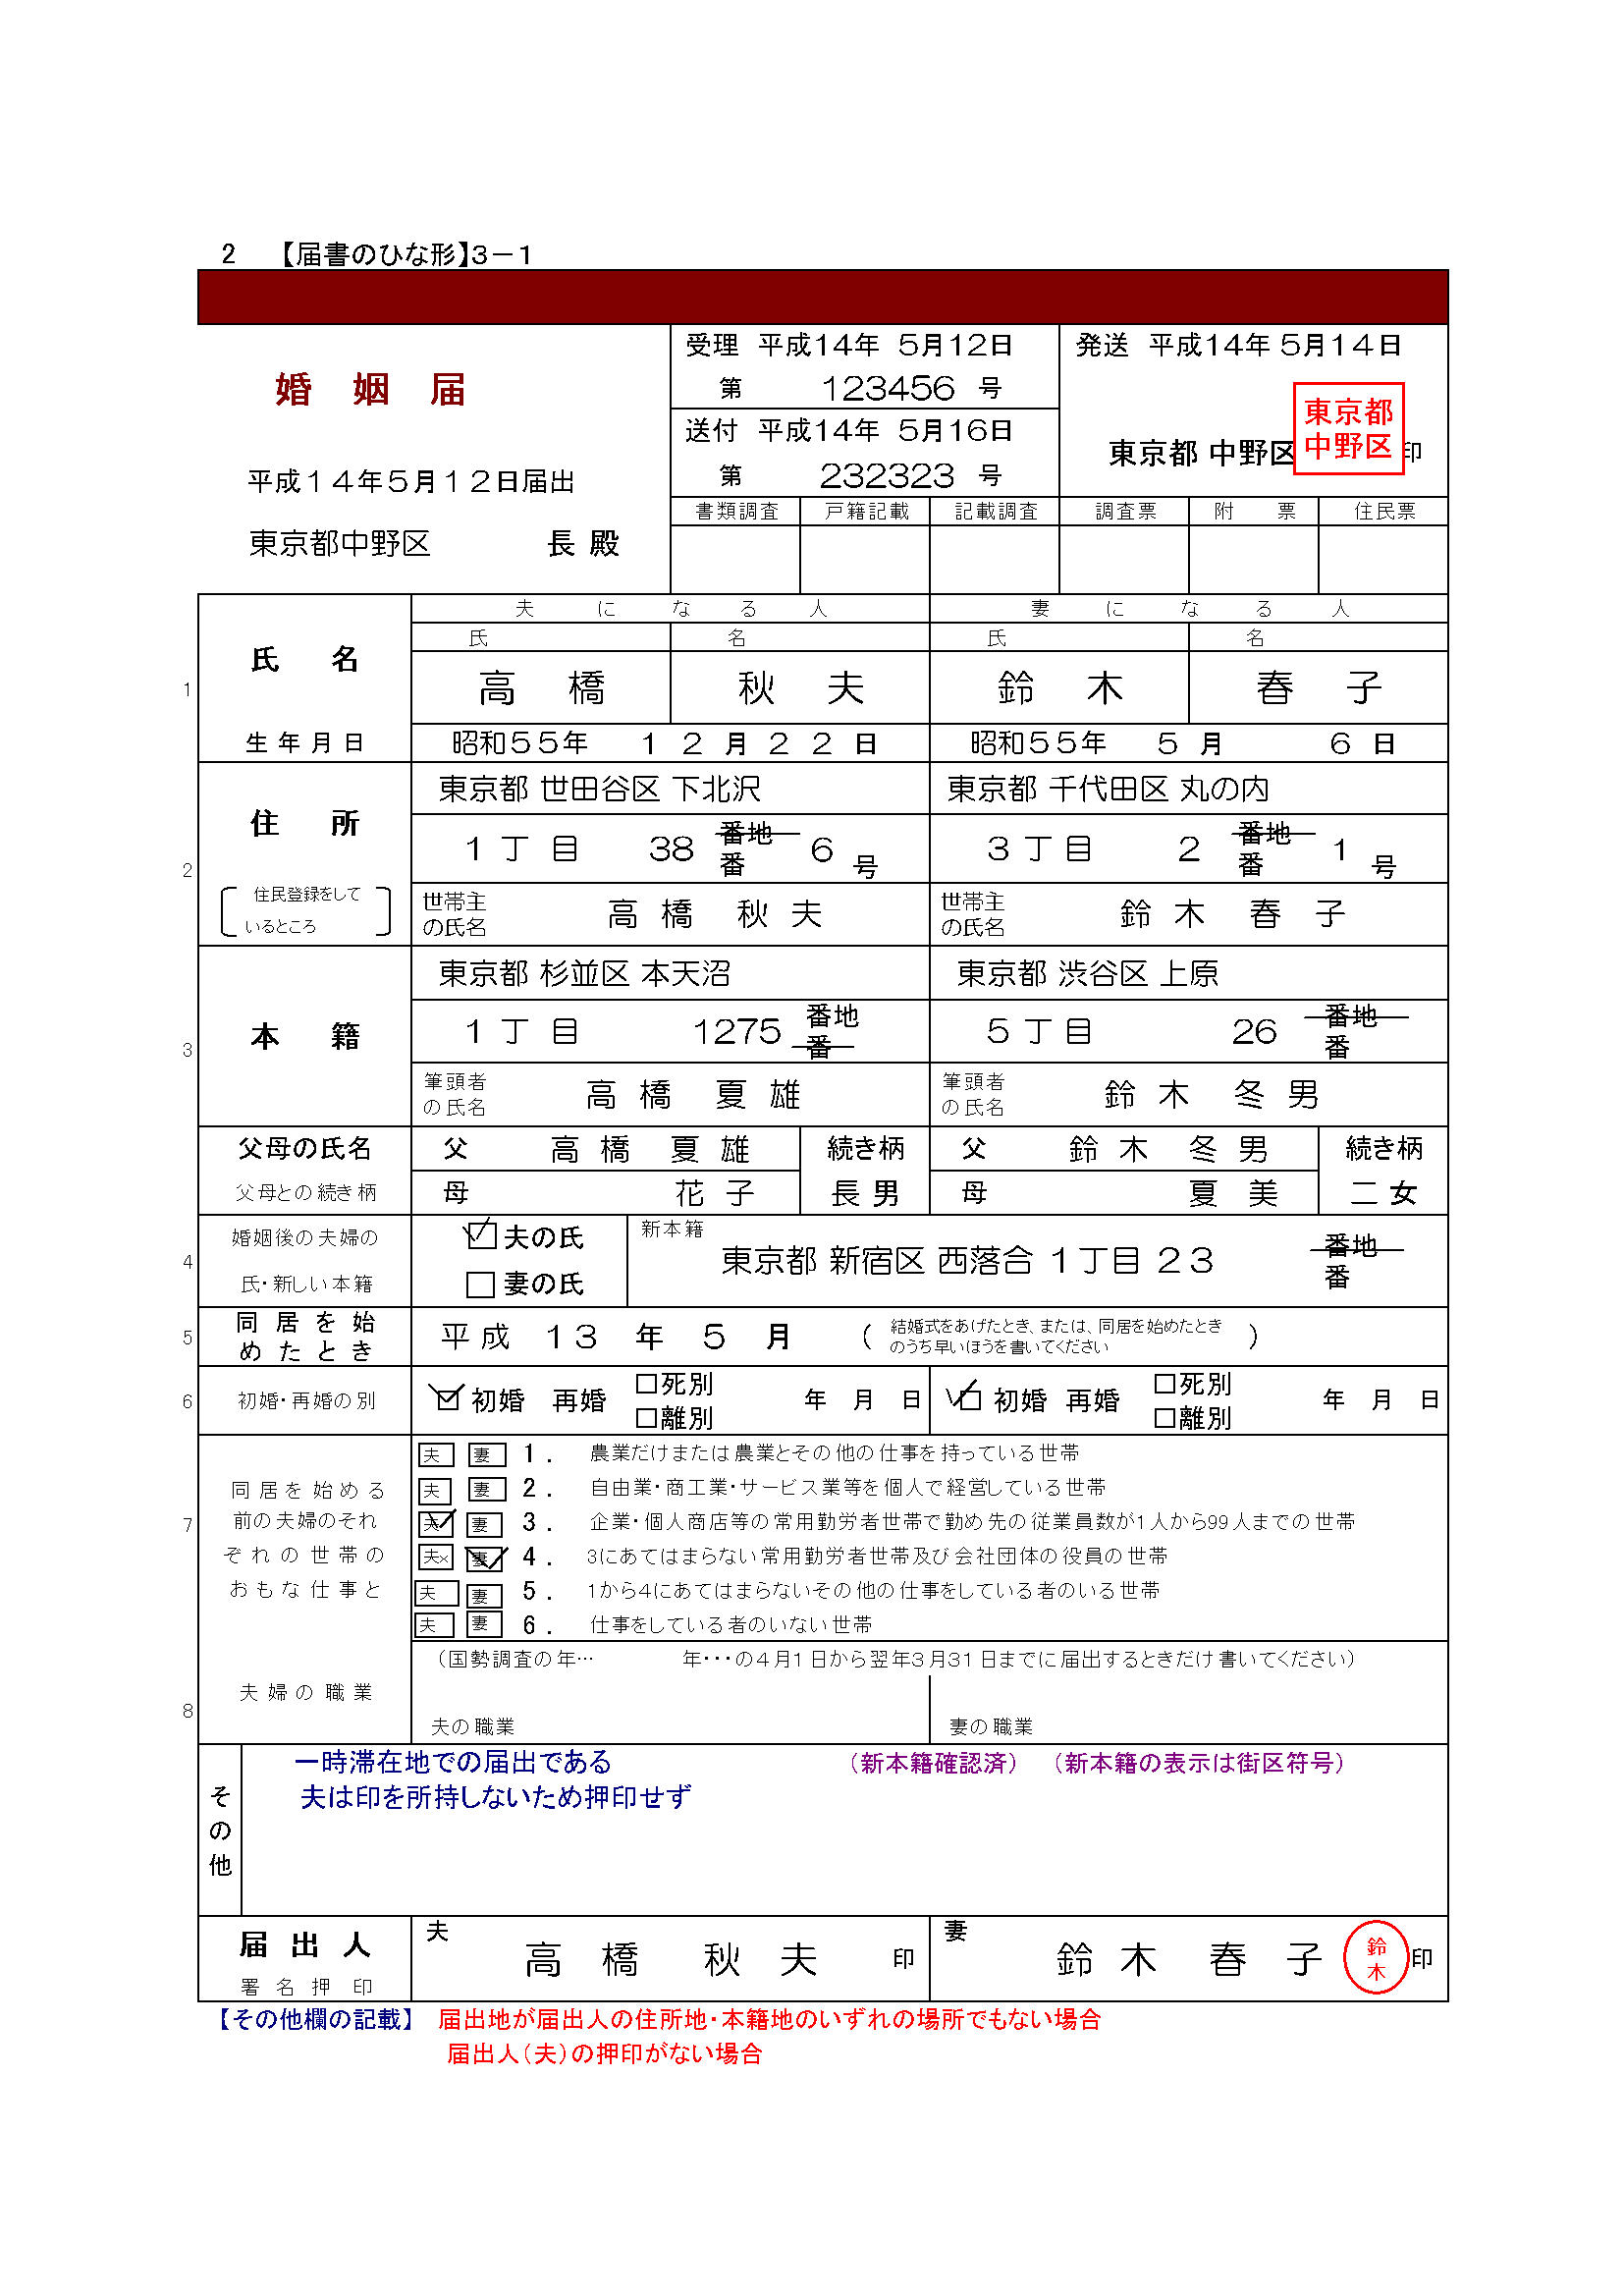 2 【届書のひな形】３－１
婚 姻 届
平成１４年５月１２日届出
東京都中野区 長 殿
受理 平成14年 5月12日
第 123456 号
送付 平成14年 5月16日
第 232323 号
発送 平成14年 5月14日
東京都 中野区 印
東京都
中野区
書類調査 戸籍記載 記載調査 調査票 附 票 住民票
夫 に な る 人 妻 に な る 人
氏 名 氏 名
1 氏 名 高 橋 秋 夫 鈴 木 春 子
生 年 月 日 昭和５５年 １２月２２日 昭和５５年 ５月 ６日
2 住 所
住民登録をして
いるところ
東京都 世田谷区 下北沢 東京都 千代田区 丸の内
１丁目 38 番地 番 6 号 ３丁目 2 番地 番 1 号
世帯主
の氏名 高 橋 秋 夫 世帯主
の氏名 鈴 木 春 子
3 本 籍
東京都 杉並区 本天沼 東京都 渋谷区 上原
１丁目 1275 番地 番 ５丁目 26 番地 番
筆頭者
の氏名 高 橋 夏 雄 筆頭者
の氏名 鈴 木 冬 男
父母の氏名 父 高 橋 夏 雄 続き柄 父 鈴 木 冬 男 続き柄
父母との続き柄 母 花 子 長 男 母 夏 美 二 女
4 婚姻後の夫婦の
氏・新しい本籍
夫の氏
妻の氏
新本籍
東京都 新宿区 西落合 １丁目 ２３ 番地
番
5 同 居 を 始
め た と き
平成 １３ 年 ５ 月 （ 結婚式をあげたとき、または、同居を始めたとき
のうち早いほうを書いてください ）
6 初婚・再婚の別 初婚 再婚 □死別 □離別 年 月 日 初婚 再婚 □死別 □離別 年 月 日
7 同居を始める
前の夫婦のそれ
ぞれの世帯の
おもな仕事と
夫 妻 1. 農業だけまたは農業とその他の仕事を持っている世帯
夫 妻 2. 自由業・商工業・サービス業等を個人で経営している世帯
夫 妻 3. 企業・個人商店等の常用勤労者世帯で勤め先の従業員数が1人から99人までの世帯
夫× 妻 4. 3にあてはまらない常用勤労者世帯及び会社団体の役員の世帯
夫 妻 5. 1から4にあてはまらないその他の仕事をしている者のいる世帯
夫 妻 6. 仕事をしている者のいない世帯
8 夫婦の職業
（国勢調査の年… 年・・・の４月１日から翌年３月３１日までに届出するときだけ書いてください）
夫の職業 妻の職業
その他
一時滞在地での届出である （新本籍確認済） （新本籍の表示は街区符号）
夫は印を所持しないため押印せず
届 出 人
署 名 押 印
夫 高 橋 秋 夫 印 妻 鈴 木 春 子 鈴木 印
【その他欄の記載】 届出地が届出人の住所地・本籍地のいずれの場所でもない場合
届出人（夫）の押印がない場合